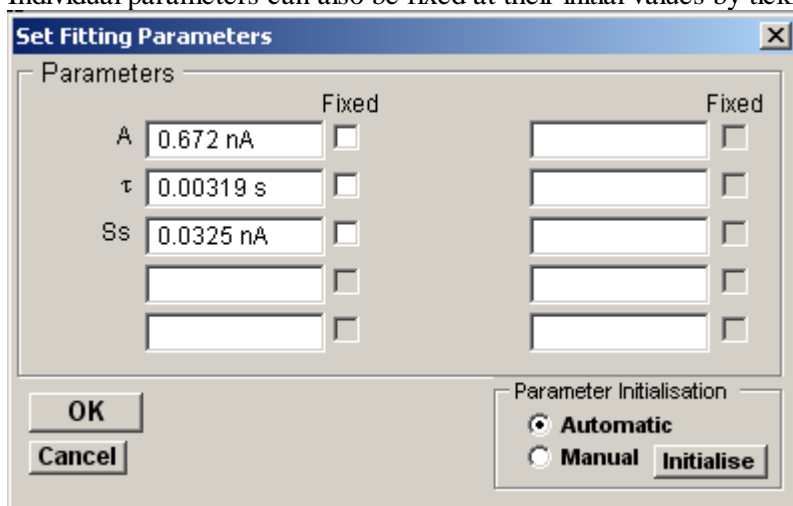 Individual parameters can also be fixed at their initial values by ticki
Set Fitting Parameters
Parameters
Fixed Fixed
A 0.672 nA
τ 0.00319 s
Ss 0.0325 nA
Parameter Initialisation
OK
Automatic
Cancel
Manual Initialise